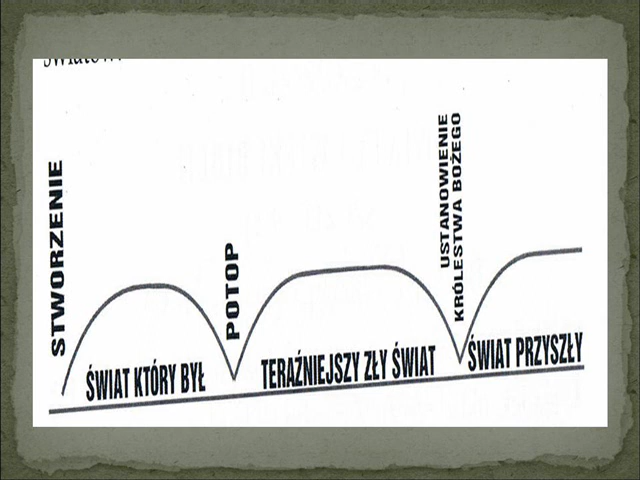 STWORZENIE
POTOP
USTANOWIENIE
KRÓLESTWA BOŻEGO
ŚWIAT KTÓRY BYŁ
TERAŹNIEJSZY ZŁY ŚWIAT
ŚWIAT PRZYSZŁY